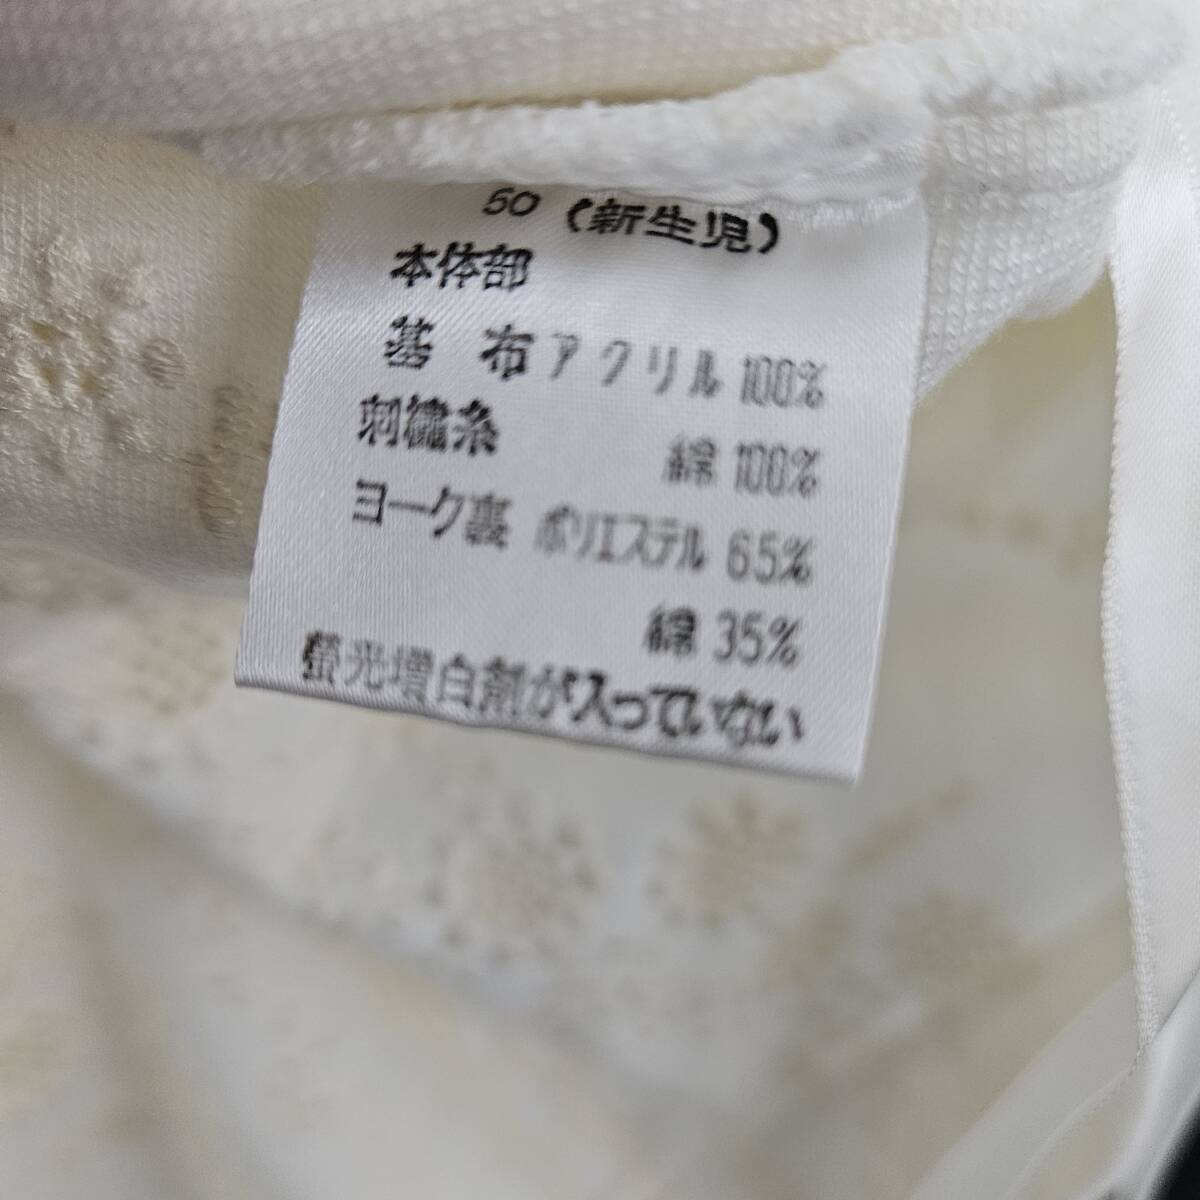 50（新生児）
本体部
基 布 アクリル 100%
刺繍糸 綿 100%
ヨーク裏 ポリエステル 65%
綿 35%
螢光増白剤が入っていない